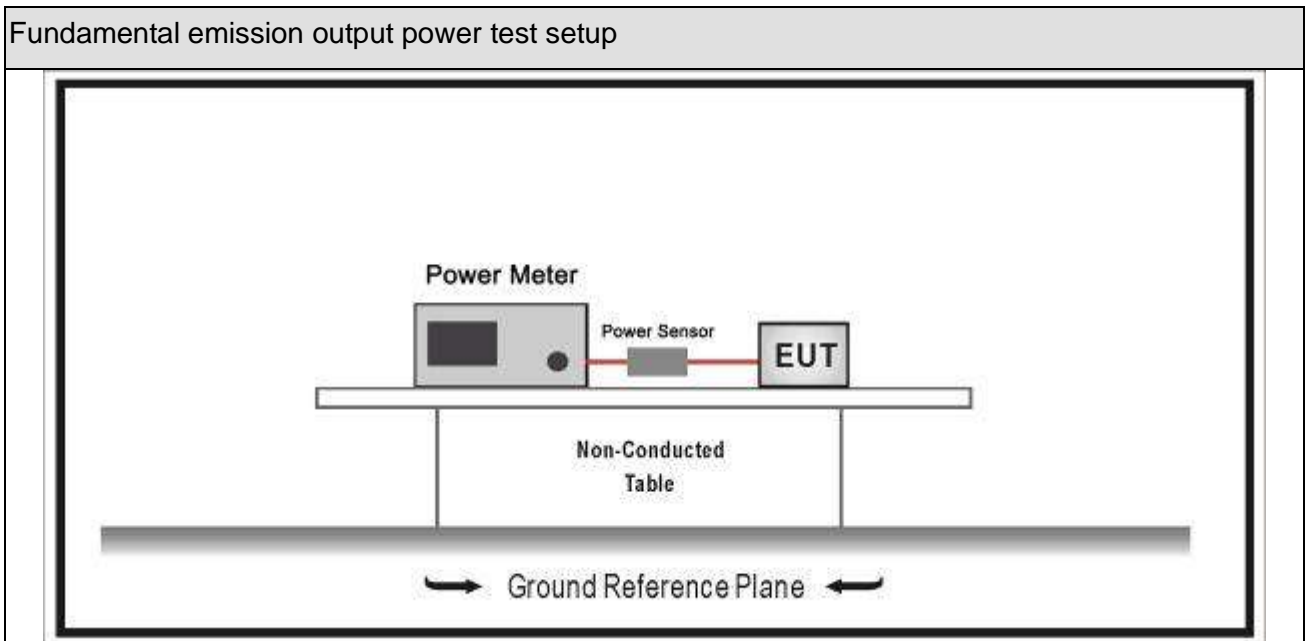 Fundamental emission output power test setup
Power Meter
Power Sensor
EUT
Non-Conducted
Table
Ground Reference Plane